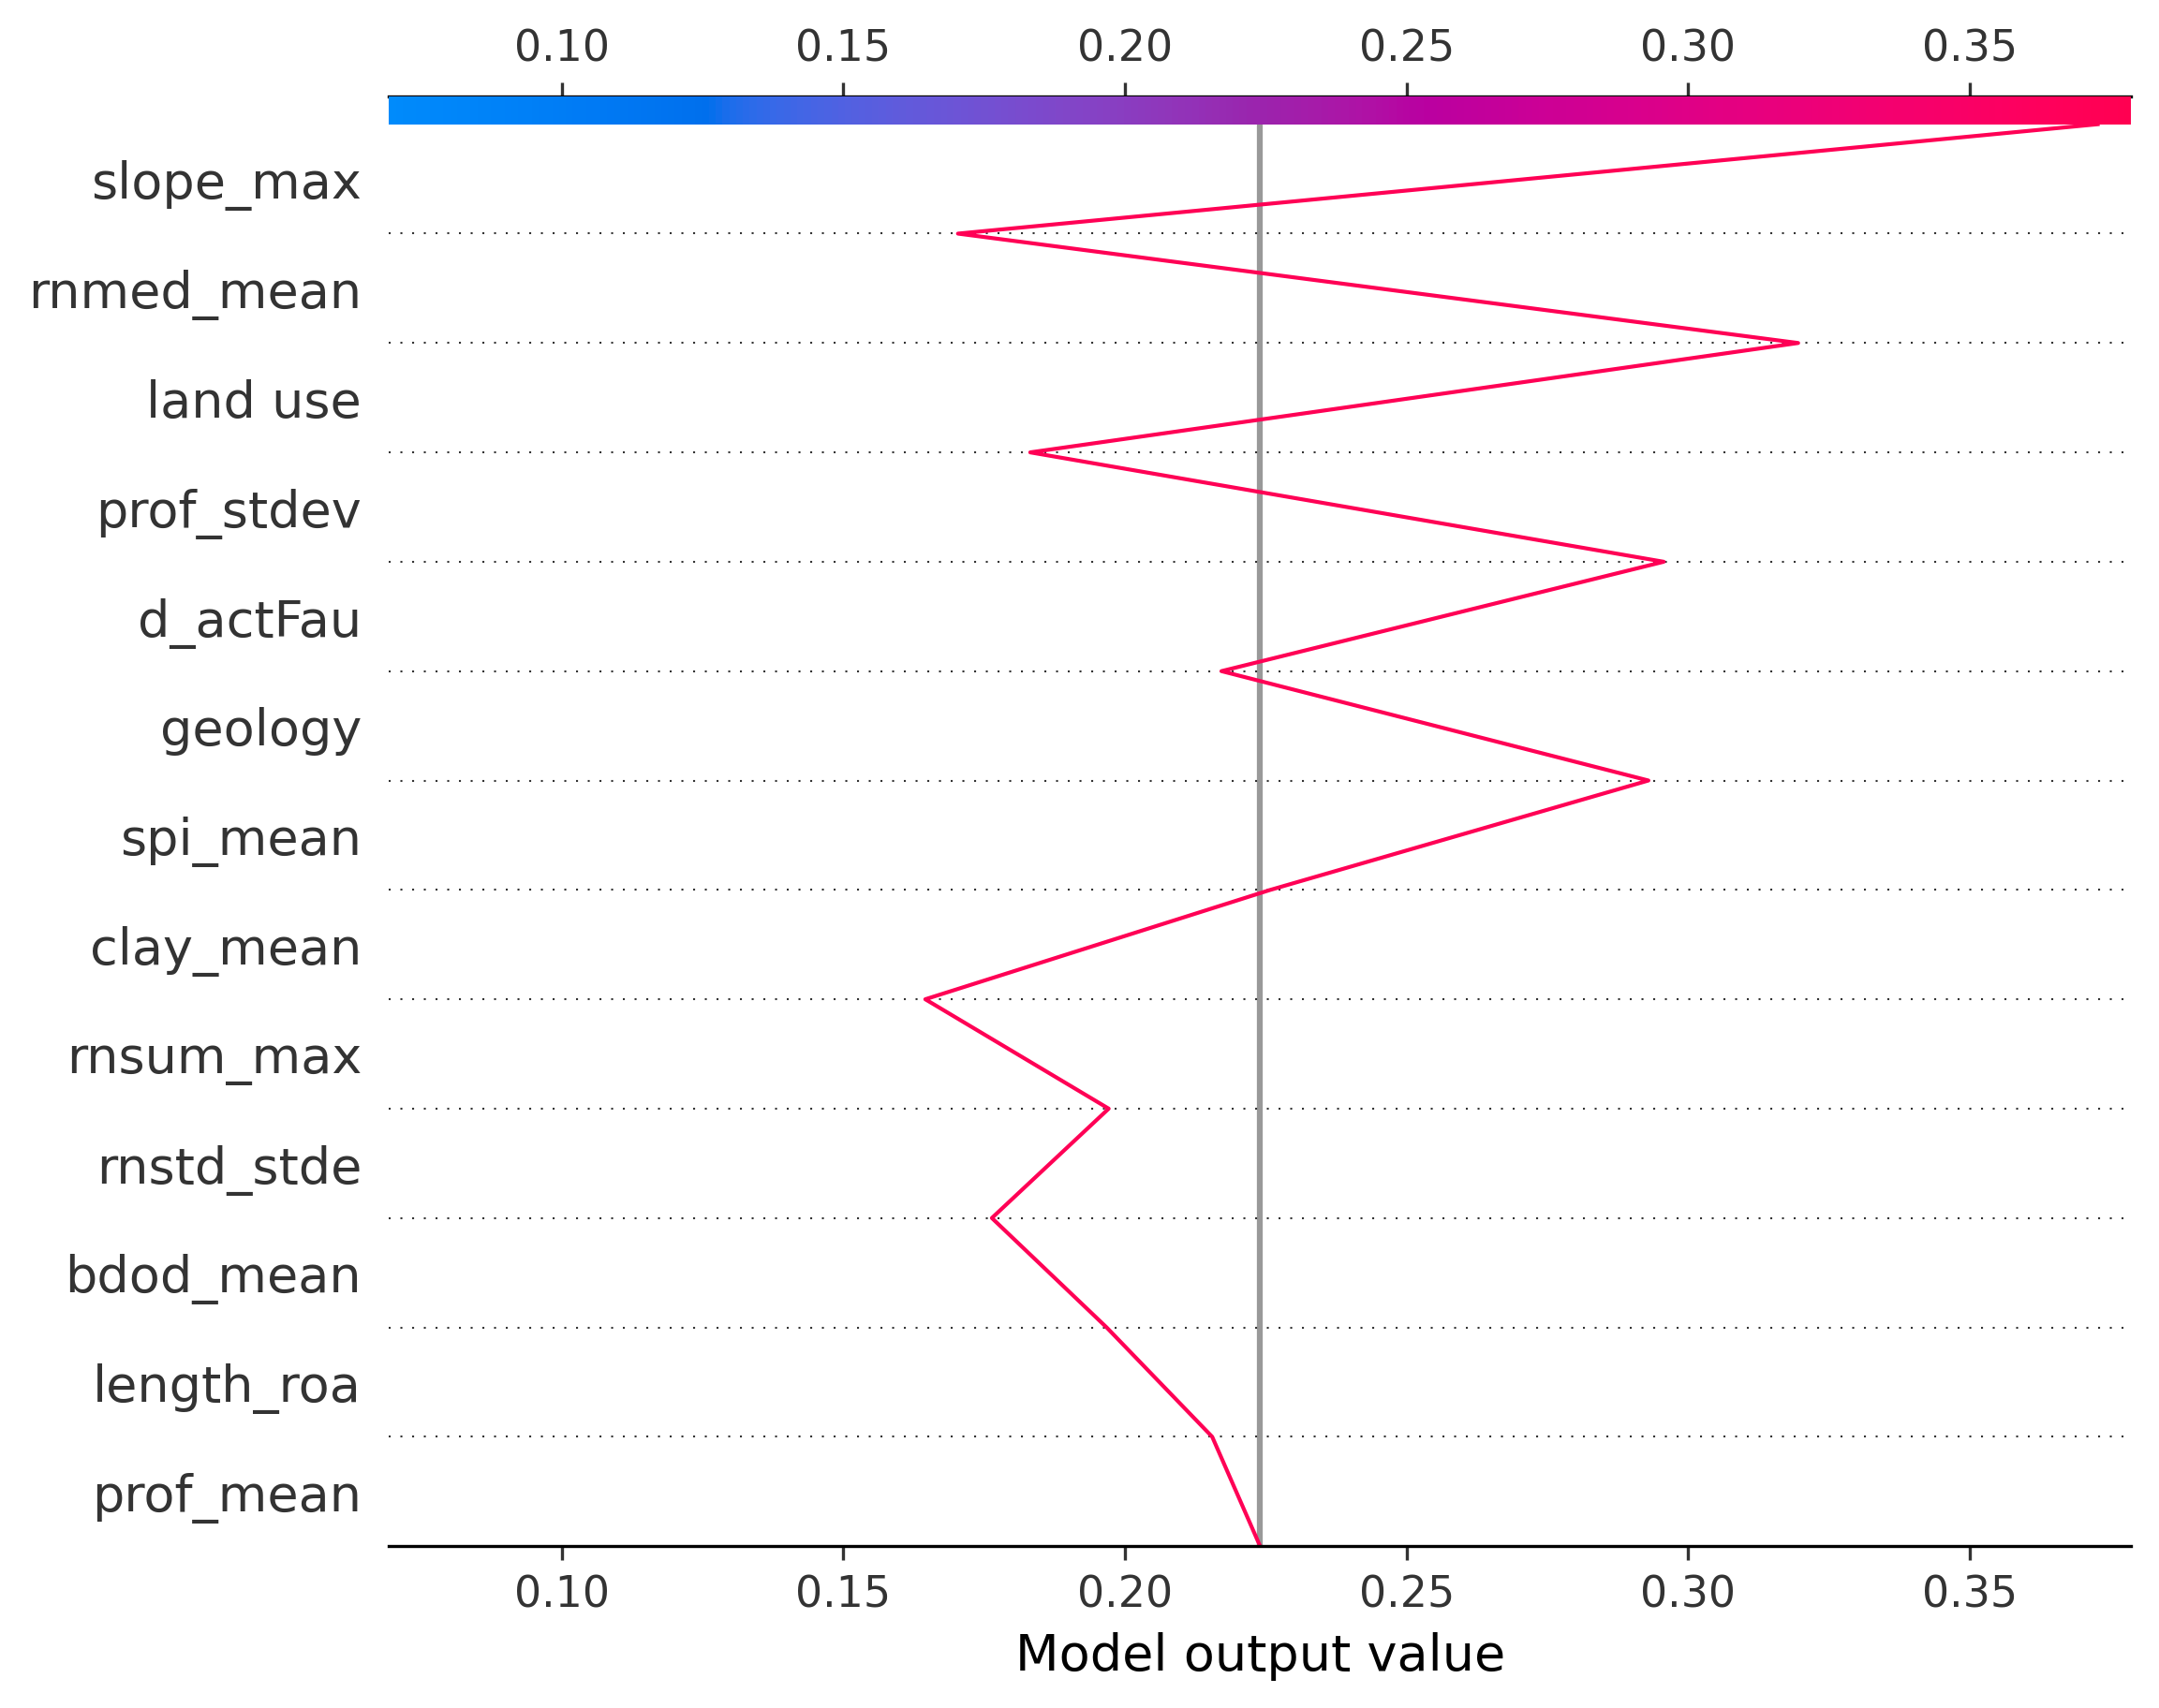 0.10 0.15 0.20 0.25 0.30 0.35
slope_max
rnmed_mean
land use
prof_stdev
d_actFau
geology
spi_mean
clay_mean
rnsum_max
rnstd_stde
bdod_mean
length_roa
prof_mean
0.10 0.15 0.20 0.25 0.30 0.35
Model output value